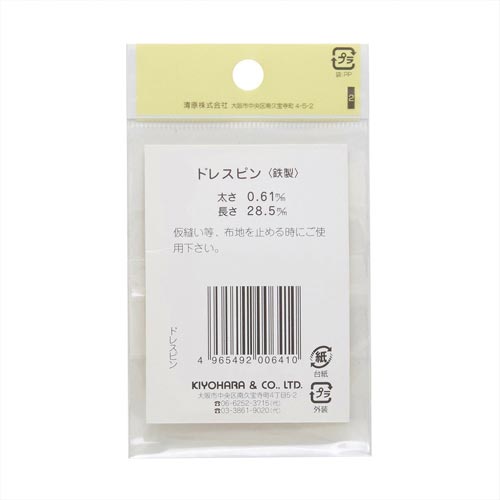 プラ
袋:PP
2
清原株式会社 大阪市中央区南久宝寺町 4-5-2
ドレスピン〈鉄製〉
太さ 0.61㎜
長さ 28.5㎜
仮縫い等、布地を止める時にご使
用下さい。
ドレスピン
4 965492 006410
KIYOHARA & CO., LTD.
大阪市中央区南久宝寺町4丁目5-2
☎06-6252-3715(代)
☎03-3861-9020(代)
紙
台紙
プラ
外装